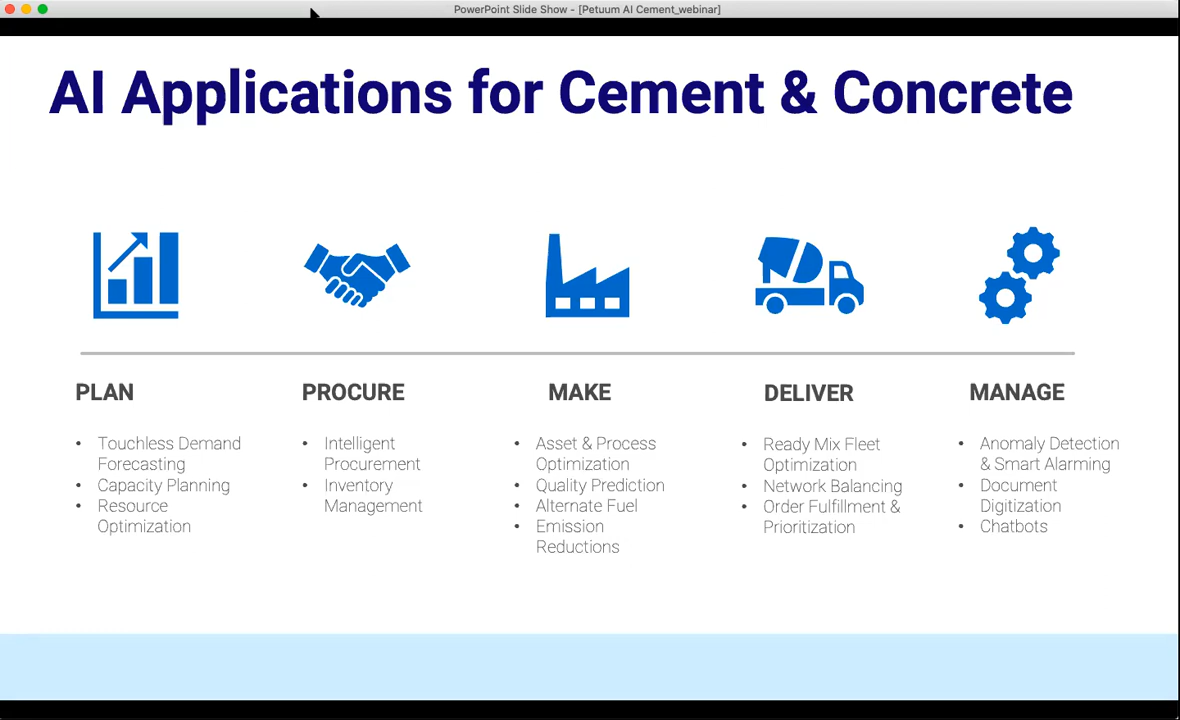 PowerPoint Slide Show - [Petuum AI Cement_webinar]
AI Applications for Cement & Concrete
PLAN
• Touchless Demand
Forecasting
• Capacity Planning
• Resource
Optimization
PROCURE
• Intelligent
Procurement
• Inventory
Management
MAKE
• Asset & Process
Optimization
• Quality Prediction
• Alternate Fuel
• Emission
Reductions
DELIVER
• Ready Mix Fleet
Optimization
• Network Balancing
• Order Fulfillment &
Prioritization
MANAGE
• Anomaly Detection
& Smart Alarming
• Document
Digitization
• Chatbots